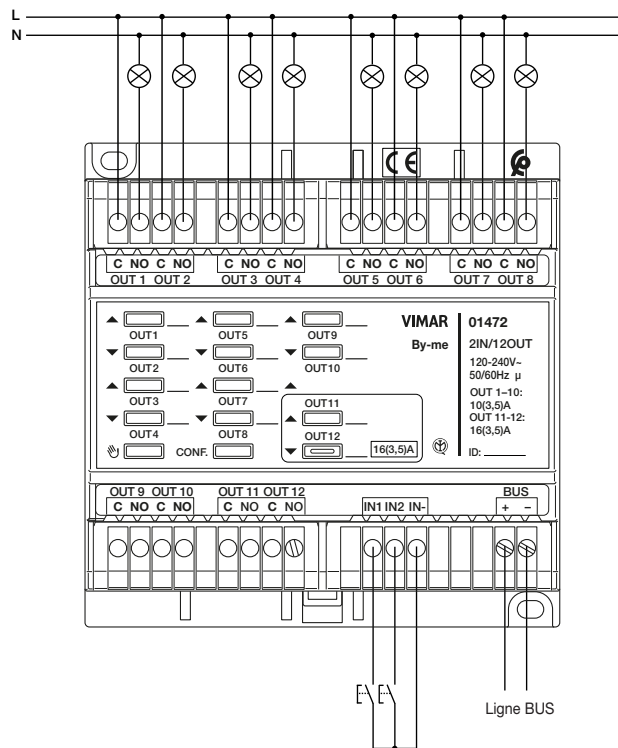 L
N
CE
C NO C NO C NO C NO C NO C NO C NO C NO
OUT 1 OUT 2 OUT 3 OUT 4 OUT 5 OUT 6 OUT 7 OUT 8
OUT1 OUT5 OUT9
OUT2 OUT6 OUT10
OUT3 OUT7
OUT11
OUT4 OUT8
OUT12
CONF.
16(3,5)A
VIMAR
By-me
01472
2IN/12OUT
120-240V~
50/60Hz µ
OUT 1–10:
10(3,5)A
OUT 11-12:
16(3,5)A
ID:
OUT 9 OUT 10 OUT 11 OUT 12 BUS
C NO C NO C NO C NO IN1 IN2 IN- + –
Ligne BUS